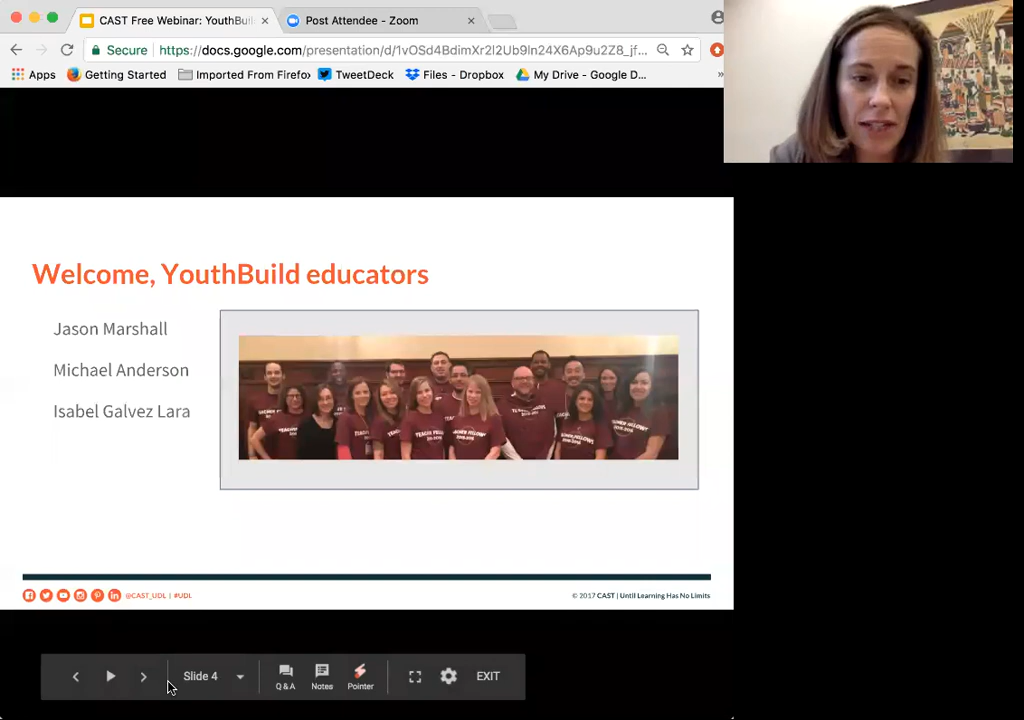 CAST Free Webinar: YouthBuil
Post Attendee - Zoom
Secure
https://docs.google.com/presentation/d/1vOSd4BdimXr2l2Ub9ln24X6Ap9u2Z8_jf...
Apps
Getting Started
Imported From Firefox
TweetDeck
Files - Dropbox
My Drive - Google D...
Welcome, YouthBuild educators
Jason Marshall
Michael Anderson
Isabel Galvez Lara
@CAST_UDL | #UDL
© 2017 CAST | Until Learning Has No Limits
Slide 4
Q&A
Notes
Pointer
EXIT